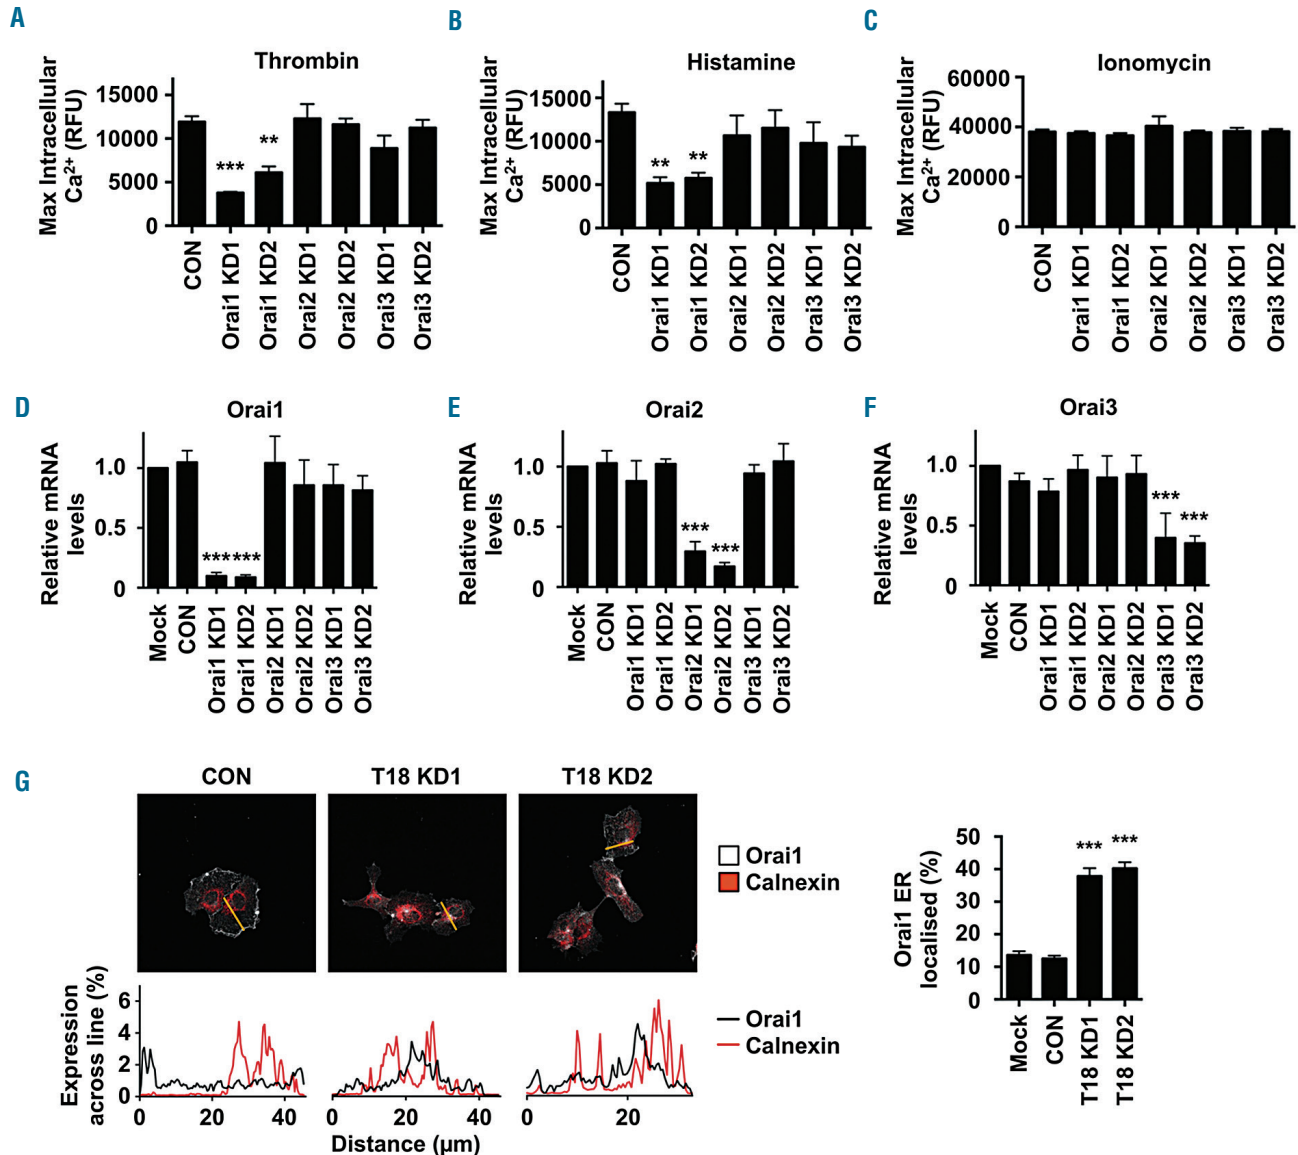 A
Thrombin
Max Intracellular
Ca²⁺ (RFU)
15000
10000
5000
0
***
**
CON
Orai1 KD1
Orai1 KD2
Orai2 KD1
Orai2 KD2
Orai3 KD1
Orai3 KD2
B
Histamine
Max Intracellular
Ca²⁺ (RFU)
15000
10000
5000
0
**
**
CON
Orai1 KD1
Orai1 KD2
Orai2 KD1
Orai2 KD2
Orai3 KD1
Orai3 KD2
C
Ionomycin
Max Intracellular
Ca²⁺ (RFU)
60000
40000
20000
0
CON
Orai1 KD1
Orai1 KD2
Orai2 KD1
Orai2 KD2
Orai3 KD1
Orai3 KD2
D
Orai1
Relative mRNA
levels
1.0
0.5
0
***
***
Mock
CON
Orai1 KD1
Orai1 KD2
Orai2 KD1
Orai2 KD2
Orai3 KD1
Orai3 KD2
E
Orai2
Relative mRNA
levels
1.0
0.5
0
***
***
Mock
CON
Orai1 KD1
Orai1 KD2
Orai2 KD1
Orai2 KD2
Orai3 KD1
Orai3 KD2
F
Orai3
Relative mRNA
levels
1.0
0.5
0
***
***
Mock
CON
Orai1 KD1
Orai1 KD2
Orai2 KD1
Orai2 KD2
Orai3 KD1
Orai3 KD2
G
CON
T18 KD1
T18 KD2
Orai1
Calnexin
Expression
across line (%)
6
4
2
0
0
20
40
0
20
40
0
20
Distance (µm)
Orai1
Calnexin
Orai1 ER
localised (%)
50
40
30
20
10
0
***
***
Mock
CON
T18 KD1
T18 KD2